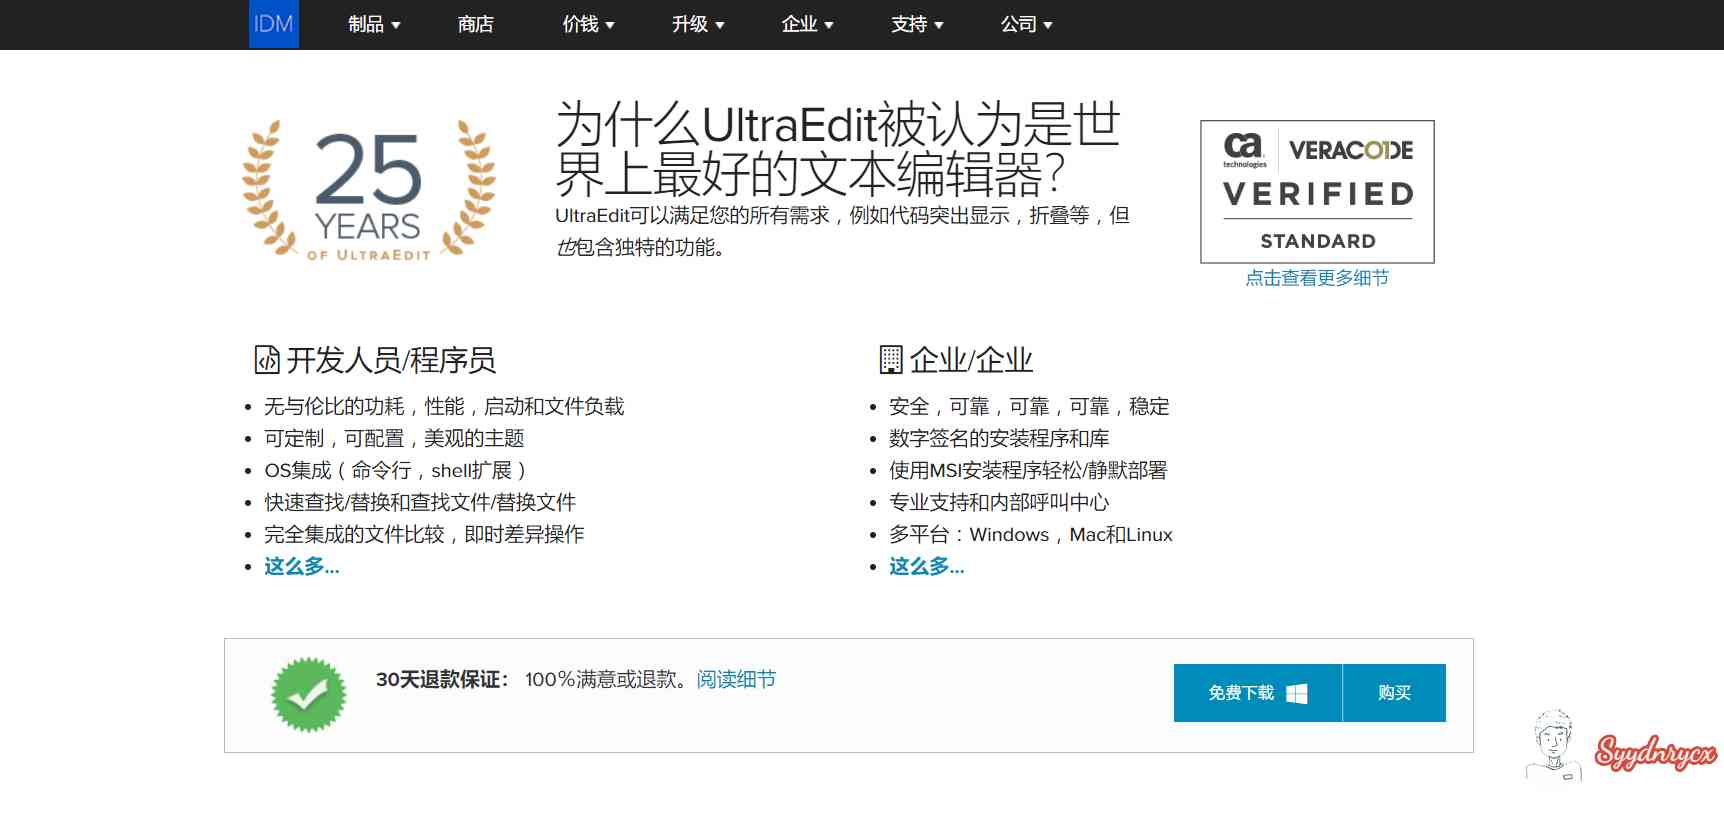 IDM 制品 商店 价钱 升级 企业 支持 公司
25
YEARS
OF ULTRAEDIT
为什么UltraEdit被认为是世
界上最好的文本编辑器？
UltraEdit可以满足您的所有需求，例如代码突出显示，折叠等，但
也包含独特的功能。
ca technologies VERACODE
VERIFIED
STANDARD
点击查看更多细节
开发人员/程序员
无与伦比的功耗，性能，启动和文件负载
可定制，可配置，美观的主题
OS集成（命令行，shell扩展）
快速查找/替换和查找文件/替换文件
完全集成的文件比较，即时差异操作
这么多...
企业/企业
安全，可靠，可靠，可靠，稳定
数字签名的安装程序和库
使用MSI安装程序轻松/静默部署
专业支持和内部呼叫中心
多平台：Windows，Mac和Linux
这么多...
30天退款保证： 100％满意或退款。阅读细节
免费下载 购买
Syydnrycx